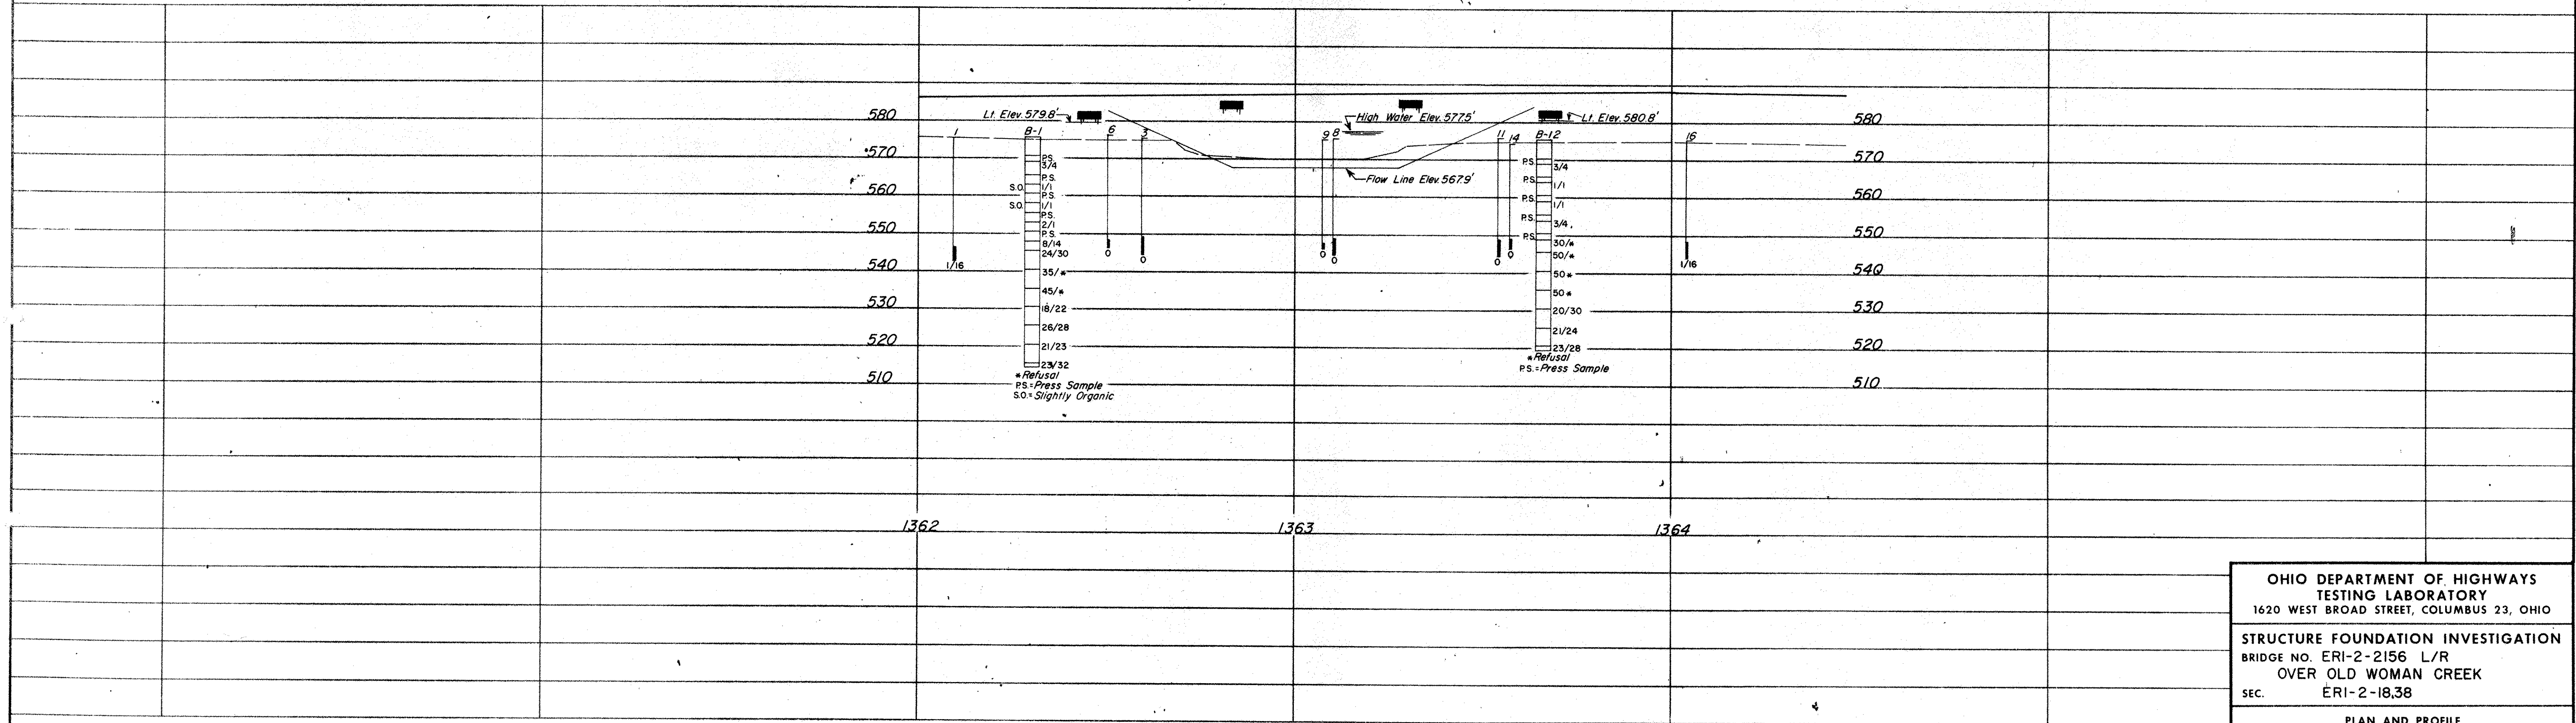 580
570
560
550
540
530
520
510
Lt. Elev. 579.8'
1
B-1
6
3
P.S.
3/4
P.S.
S.O. 1/1
P.S.
S.O. 1/1
P.S.
2/1
P.S.
8/14
24/30
35/*
45/*
18/22
26/28
21/23
23/32
*Refusal
P.S.=Press Sample
S.O.=Slightly Organic
1/16
0
0
High Water Elev. 577.5'
9 8
Flow Line Elev. 567.9'
0
0
11 14
B-12
Lt. Elev. 580.8'
16
P.S.
3/4
P.S.
1/1
P.S.
1/1
P.S.
3/4
P.S.
30/*
50/*
50*
50*
20/30
21/24
23/28
*Refusal
P.S.=Press Sample
0
0
1/16
580
570
560
550
540
530
520
510
1362
1363
1364
OHIO DEPARTMENT OF HIGHWAYS
TESTING LABORATORY
1620 WEST BROAD STREET, COLUMBUS 23, OHIO
STRUCTURE FOUNDATION INVESTIGATION
BRIDGE NO. ERI-2-2156 L/R
OVER OLD WOMAN CREEK
SEC. ERI-2-18.38
PLAN AND PROFILE